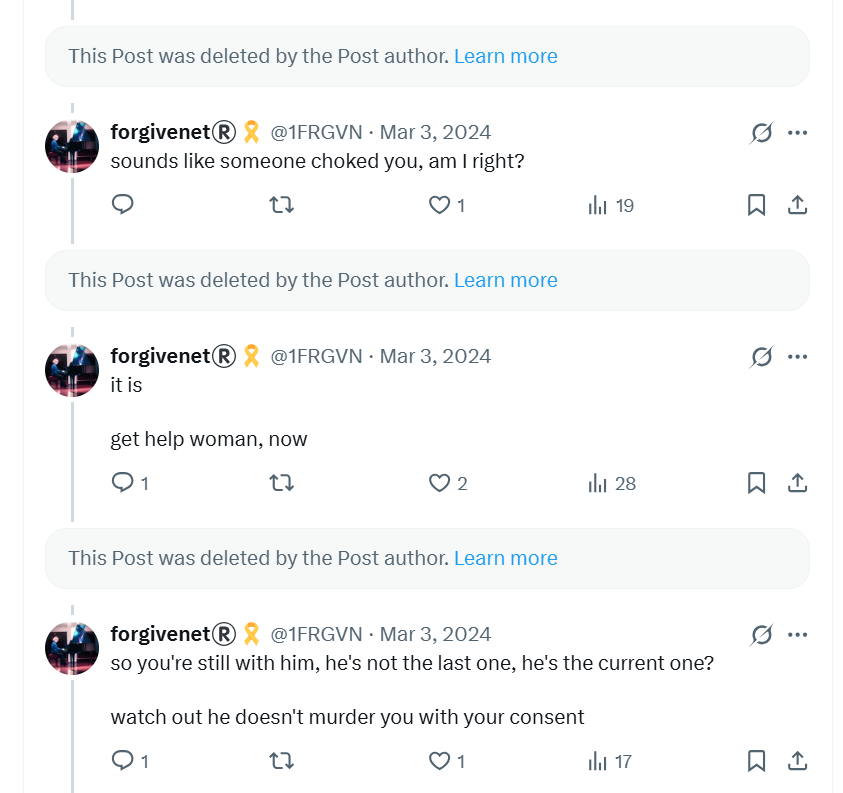 This Post was deleted by the Post author. Learn more
forgivenetⓇ🎗️ @1FRGVN · Mar 3, 2024
sounds like someone choked you, am I right?
1 19
This Post was deleted by the Post author. Learn more
forgivenetⓇ🎗️ @1FRGVN · Mar 3, 2024
it is
get help woman, now
1 2 28
This Post was deleted by the Post author. Learn more
forgivenetⓇ🎗️ @1FRGVN · Mar 3, 2024
so you're still with him, he's not the last one, he's the current one?
watch out he doesn't murder you with your consent
1 1 17